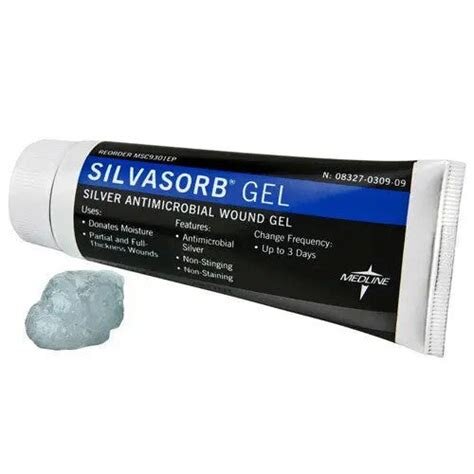 REORDER MSC9301EP
N: 08327-0309-09
SILVASORB® GEL
SILVER ANTIMICROBIAL WOUND GEL
Uses:
• Donates Moisture
• Partial and Full-
Thickness Wounds
Features:
• Antimicrobial
Silver
• Non-Stinging
• Non-Staining
Change Frequency:
• Up to 3 Days
MEDLINE